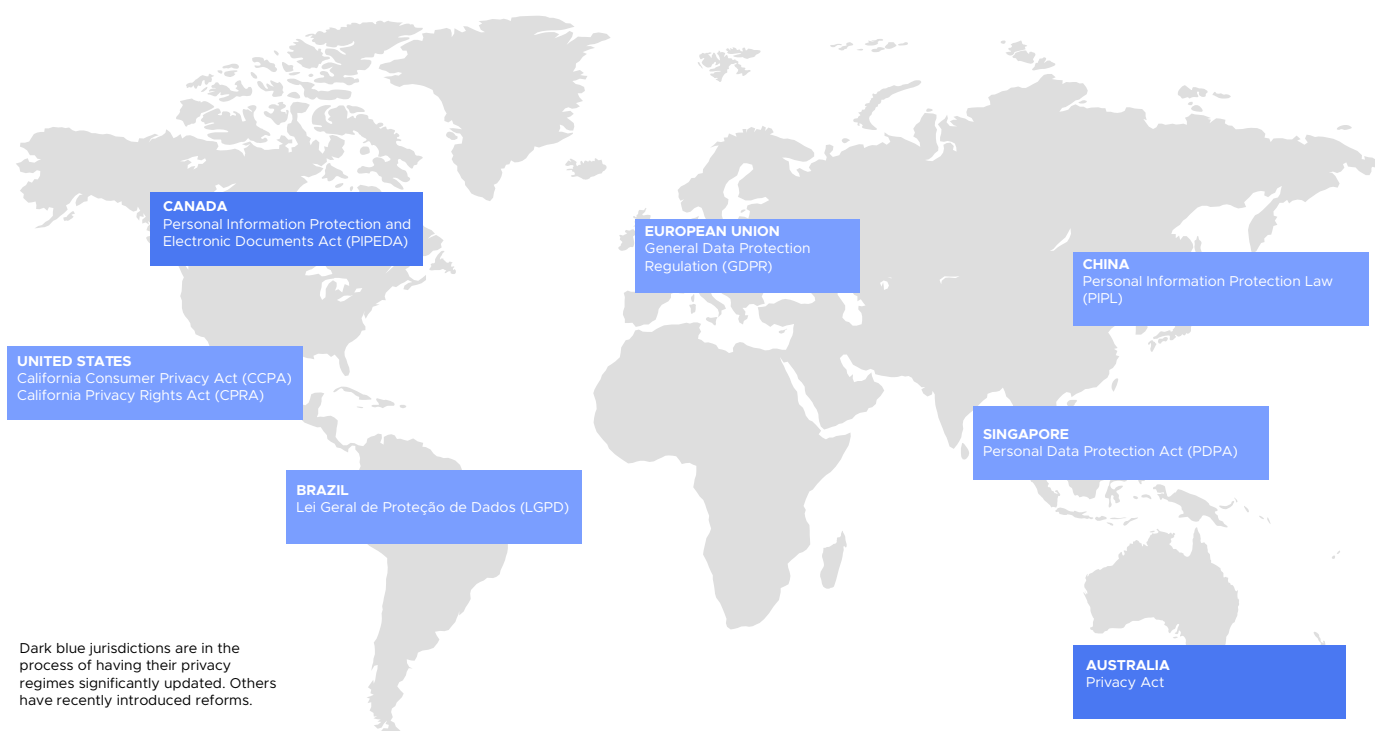 CANADA
Personal Information Protection and
Electronic Documents Act (PIPEDA)
EUROPEAN UNION
General Data Protection
Regulation (GDPR)
CHINA
Personal Information Protection Law
(PIPL)
UNITED STATES
California Consumer Privacy Act (CCPA)
California Privacy Rights Act (CPRA)
SINGAPORE
Personal Data Protection Act (PDPA)
BRAZIL
Lei Geral de Proteção de Dados (LGPD)
Dark blue jurisdictions are in the
process of having their privacy
regimes significantly updated. Others
have recently introduced reforms.
AUSTRALIA
Privacy Act